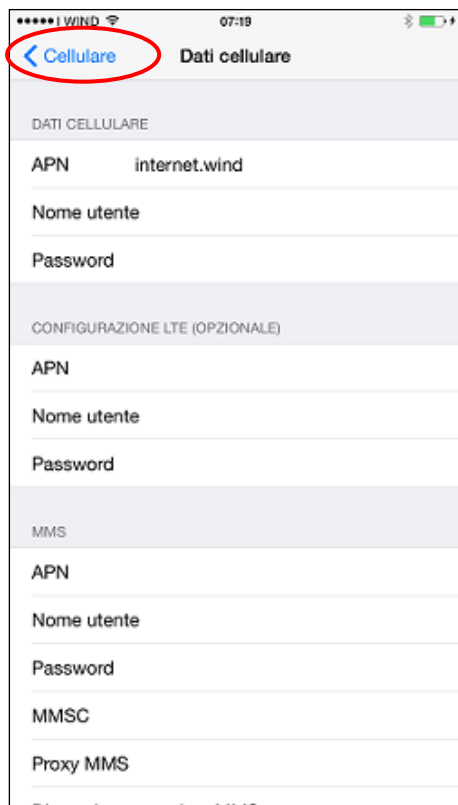 I WIND 07:19
Cellulare Dati cellulare
DATI CELLULARE
APN internet.wind
Nome utente
Password
CONFIGURAZIONE LTE (OPZIONALE)
APN
Nome utente
Password
MMS
APN
Nome utente
Password
MMSC
Proxy MMS